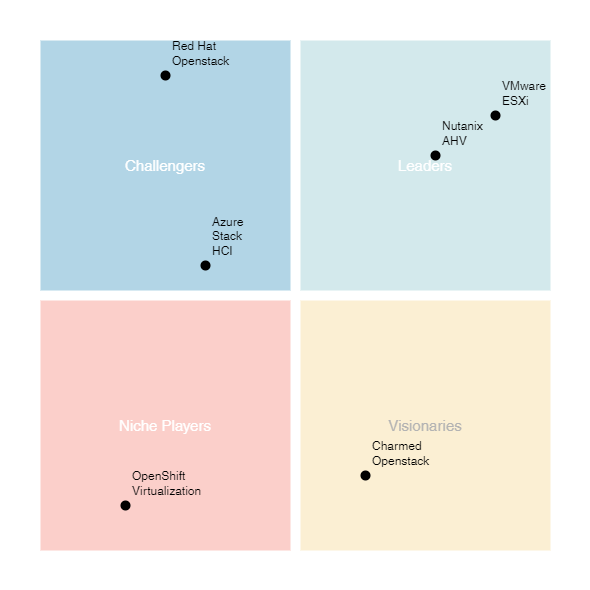 Red Hat
Openstack
VMware
ESXi
Nutanix
AHV
Challengers
Leaders
Azure
Stack
HCI
Niche Players
Visionaries
Charmed
Openstack
OpenShift
Virtualization